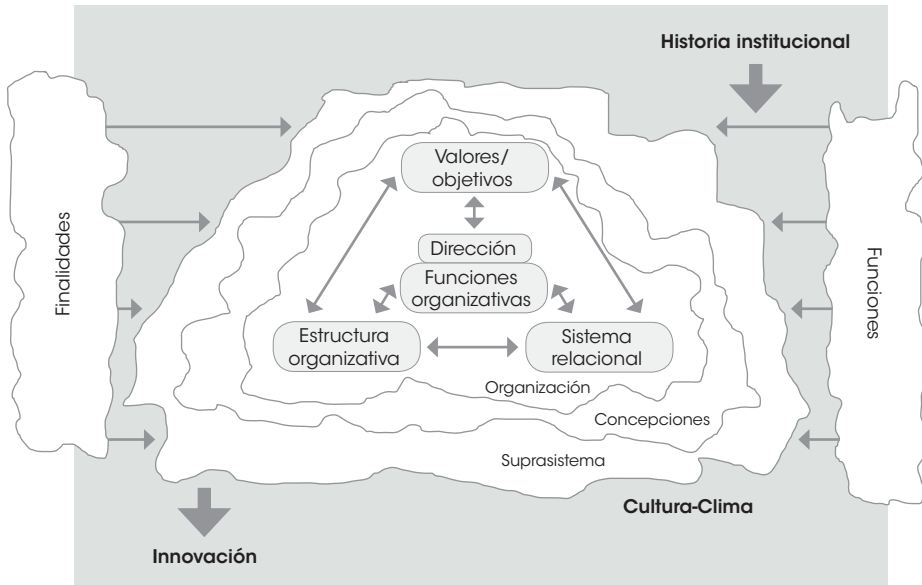 Historia institucional
Valores/
objetivos
Dirección
Funciones
organizativas
Estructura
organizativa
Sistema
relacional
Organización
Concepciones
Suprasistema
Finalidades
Funciones
Cultura-Clima
Innovación